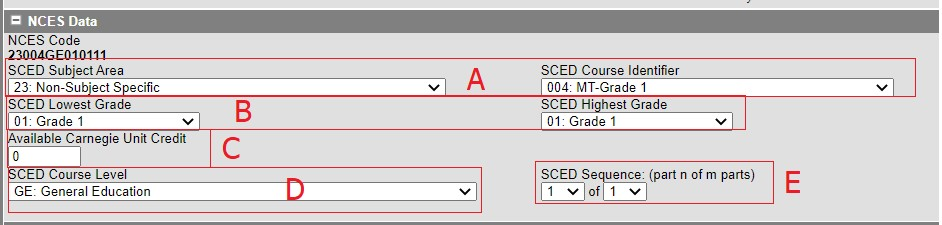 NCES Data
NCES Code
23004GE010111
SCED Subject Area
SCED Course Identifier
23: Non-Subject Specific
004: MT-Grade 1
A
SCED Lowest Grade
SCED Highest Grade
B
01: Grade 1
01: Grade 1
Available Carnegie Unit Credit
C
0
SCED Course Level
SCED Sequence: (part n of m parts)
GE: General Education
D
1 of 1
E